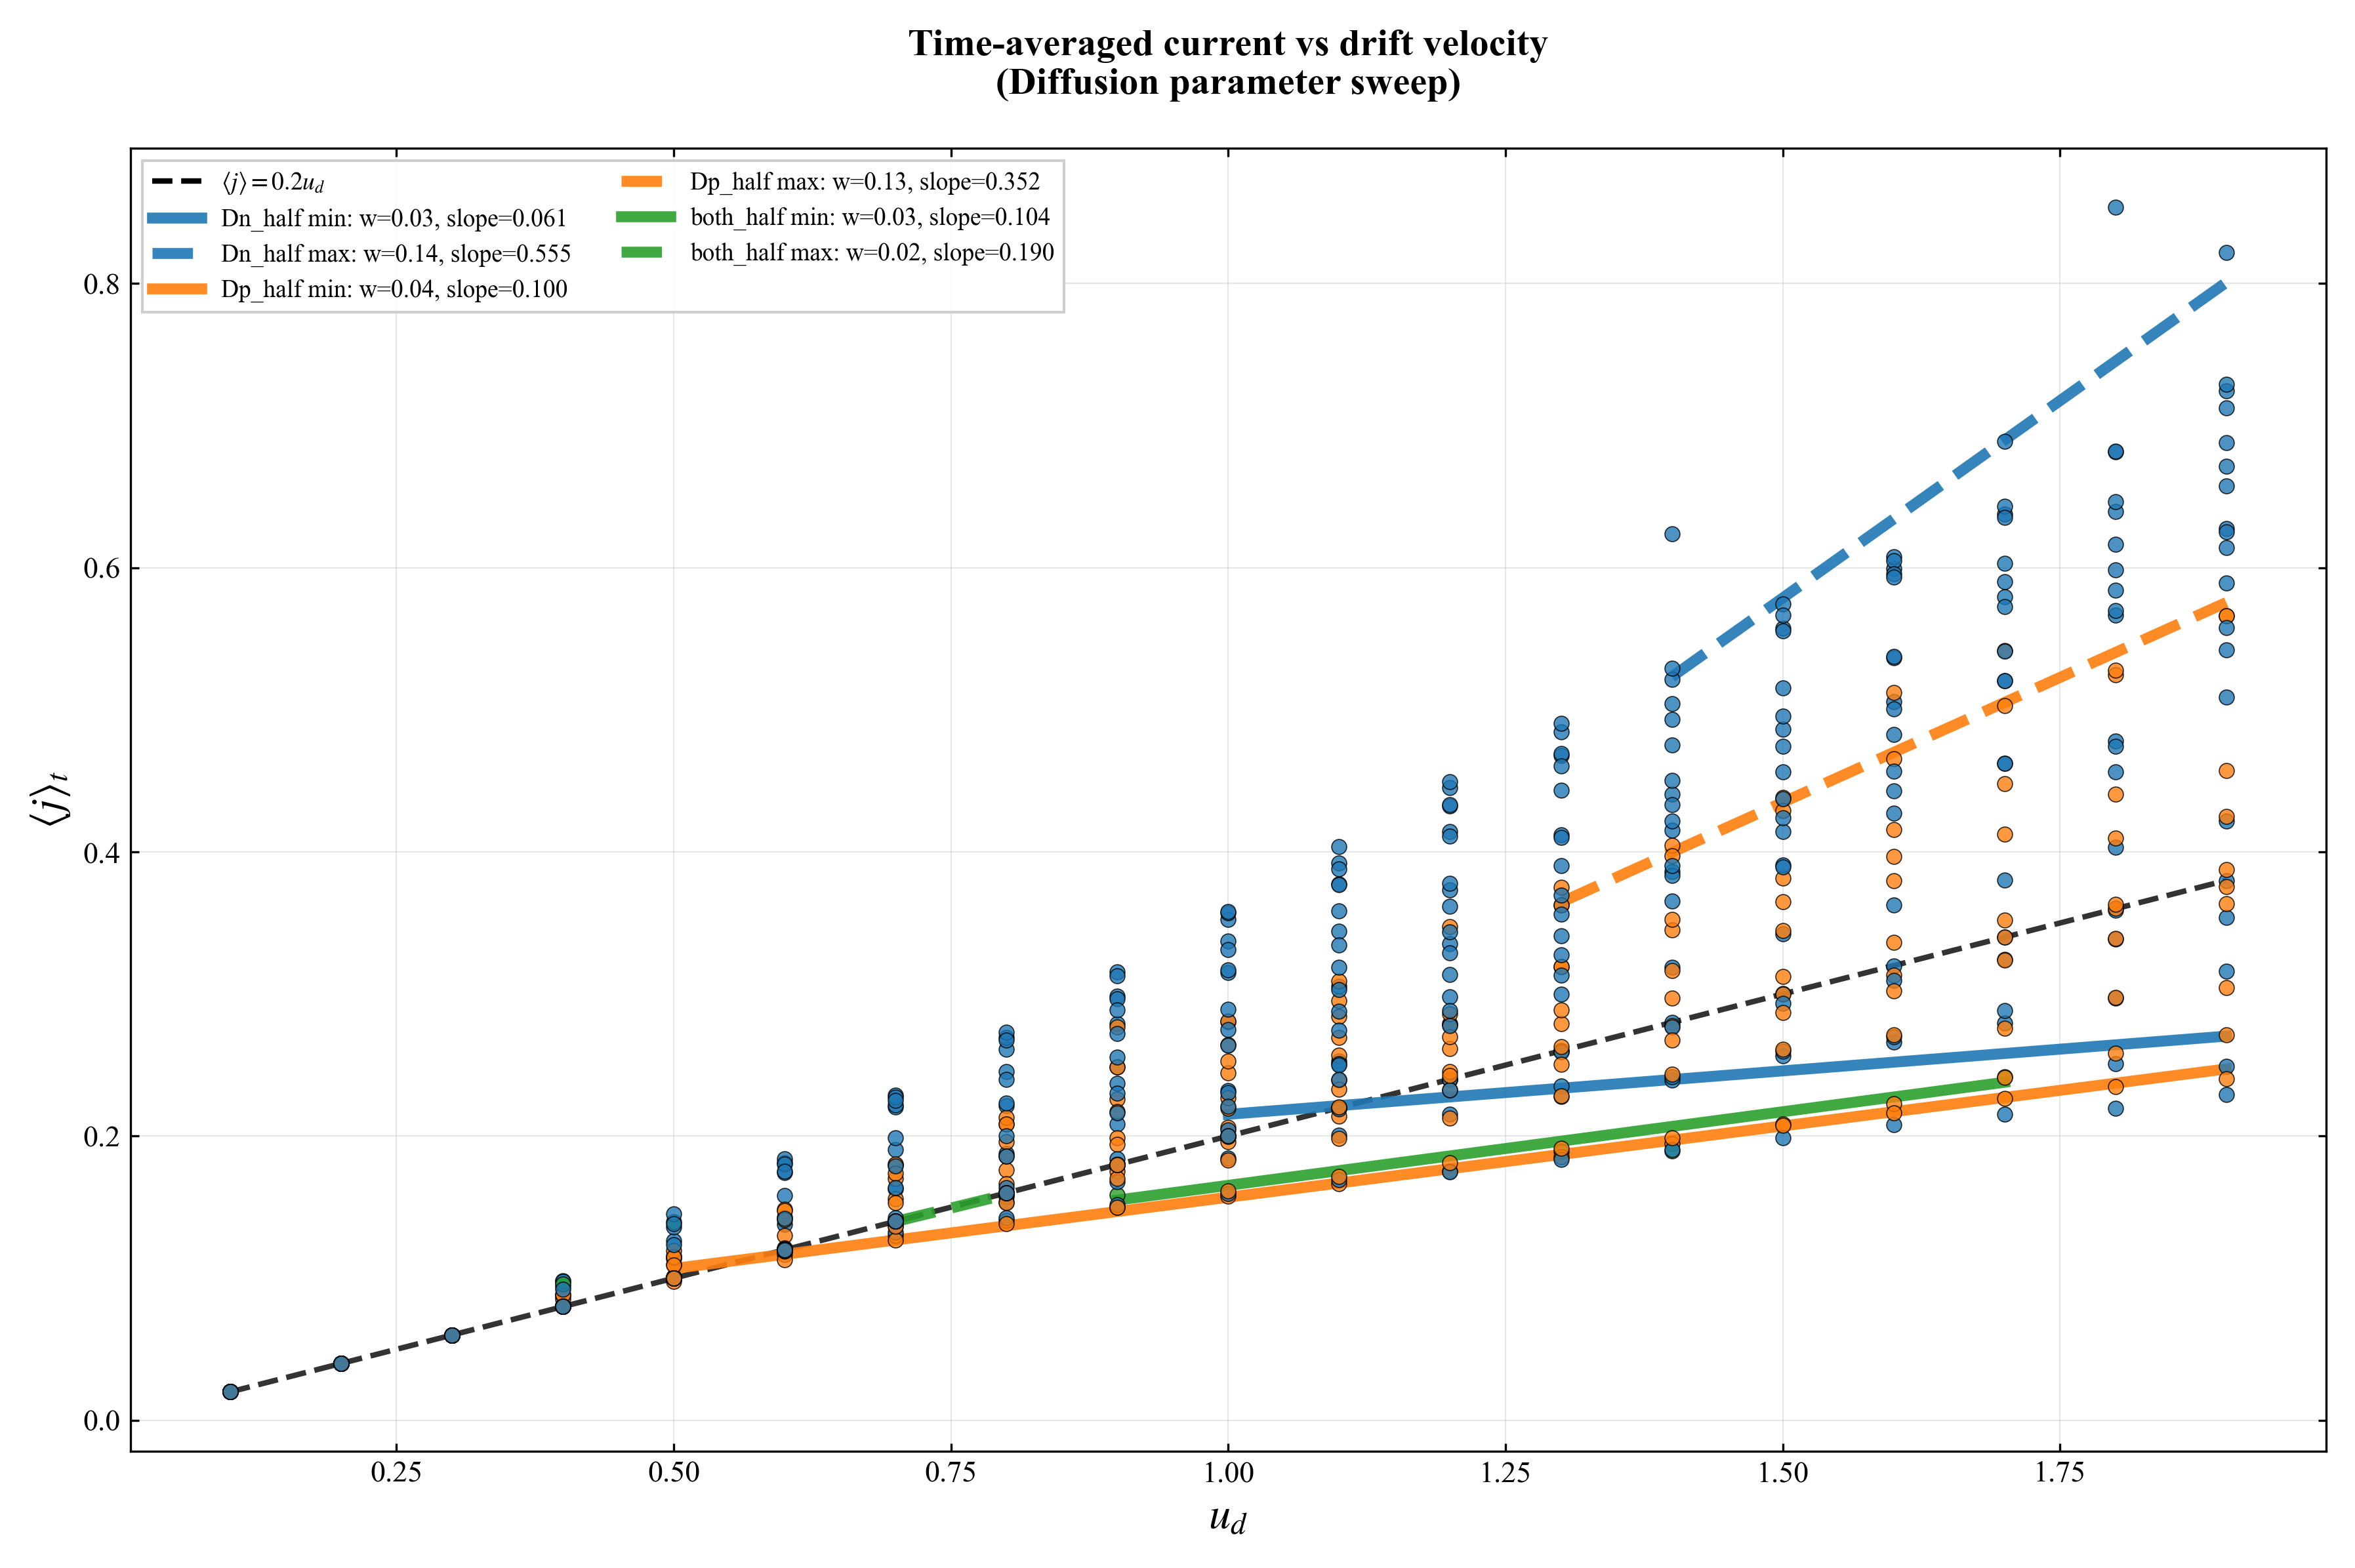 Time-averaged current vs drift velocity
(Diffusion parameter sweep)
⟨j⟩ = 0.2u_d
Dn_half min: w=0.03, slope=0.061
Dn_half max: w=0.14, slope=0.555
Dp_half min: w=0.04, slope=0.100
Dp_half max: w=0.13, slope=0.352
both_half min: w=0.03, slope=0.104
both_half max: w=0.02, slope=0.190
⟨j⟩_t
0.8
0.6
0.4
0.2
0.0
0.25
0.50
0.75
1.00
1.25
1.50
1.75
u_d